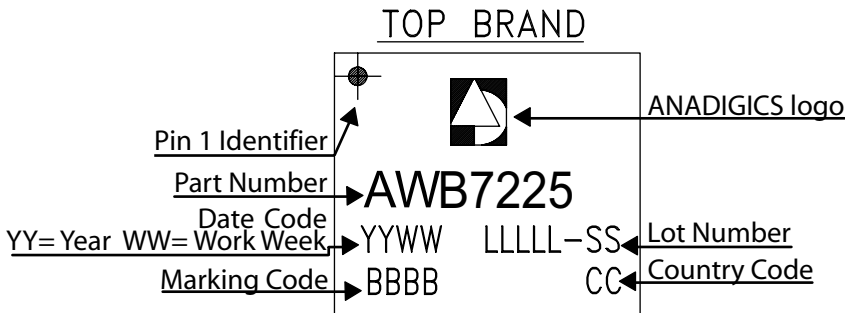 TOP BRAND
ANADIGICS logo
Pin 1 Identifier
Part Number
AWB7225
Date Code
YY= Year WW= Work Week
YYWW LLLLL-SS
Lot Number
Marking Code
BBBB CC
Country Code